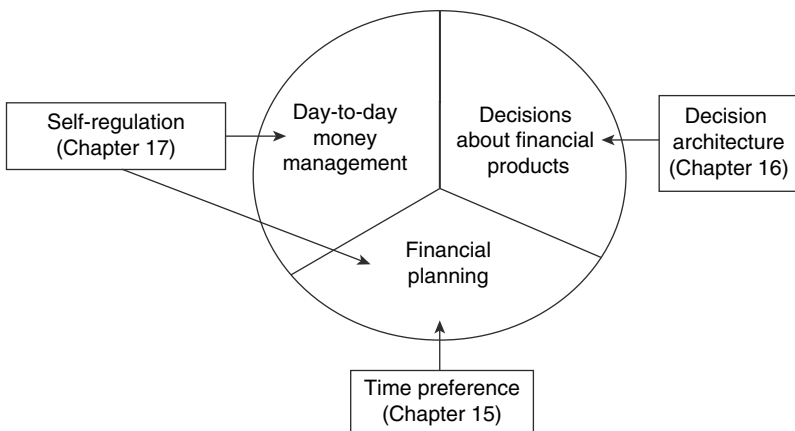 Self-regulation
(Chapter 17)
Day-to-day
money
management
Decisions
about financial
products
Decision
architecture
(Chapter 16)
Financial
planning
Time preference
(Chapter 15)